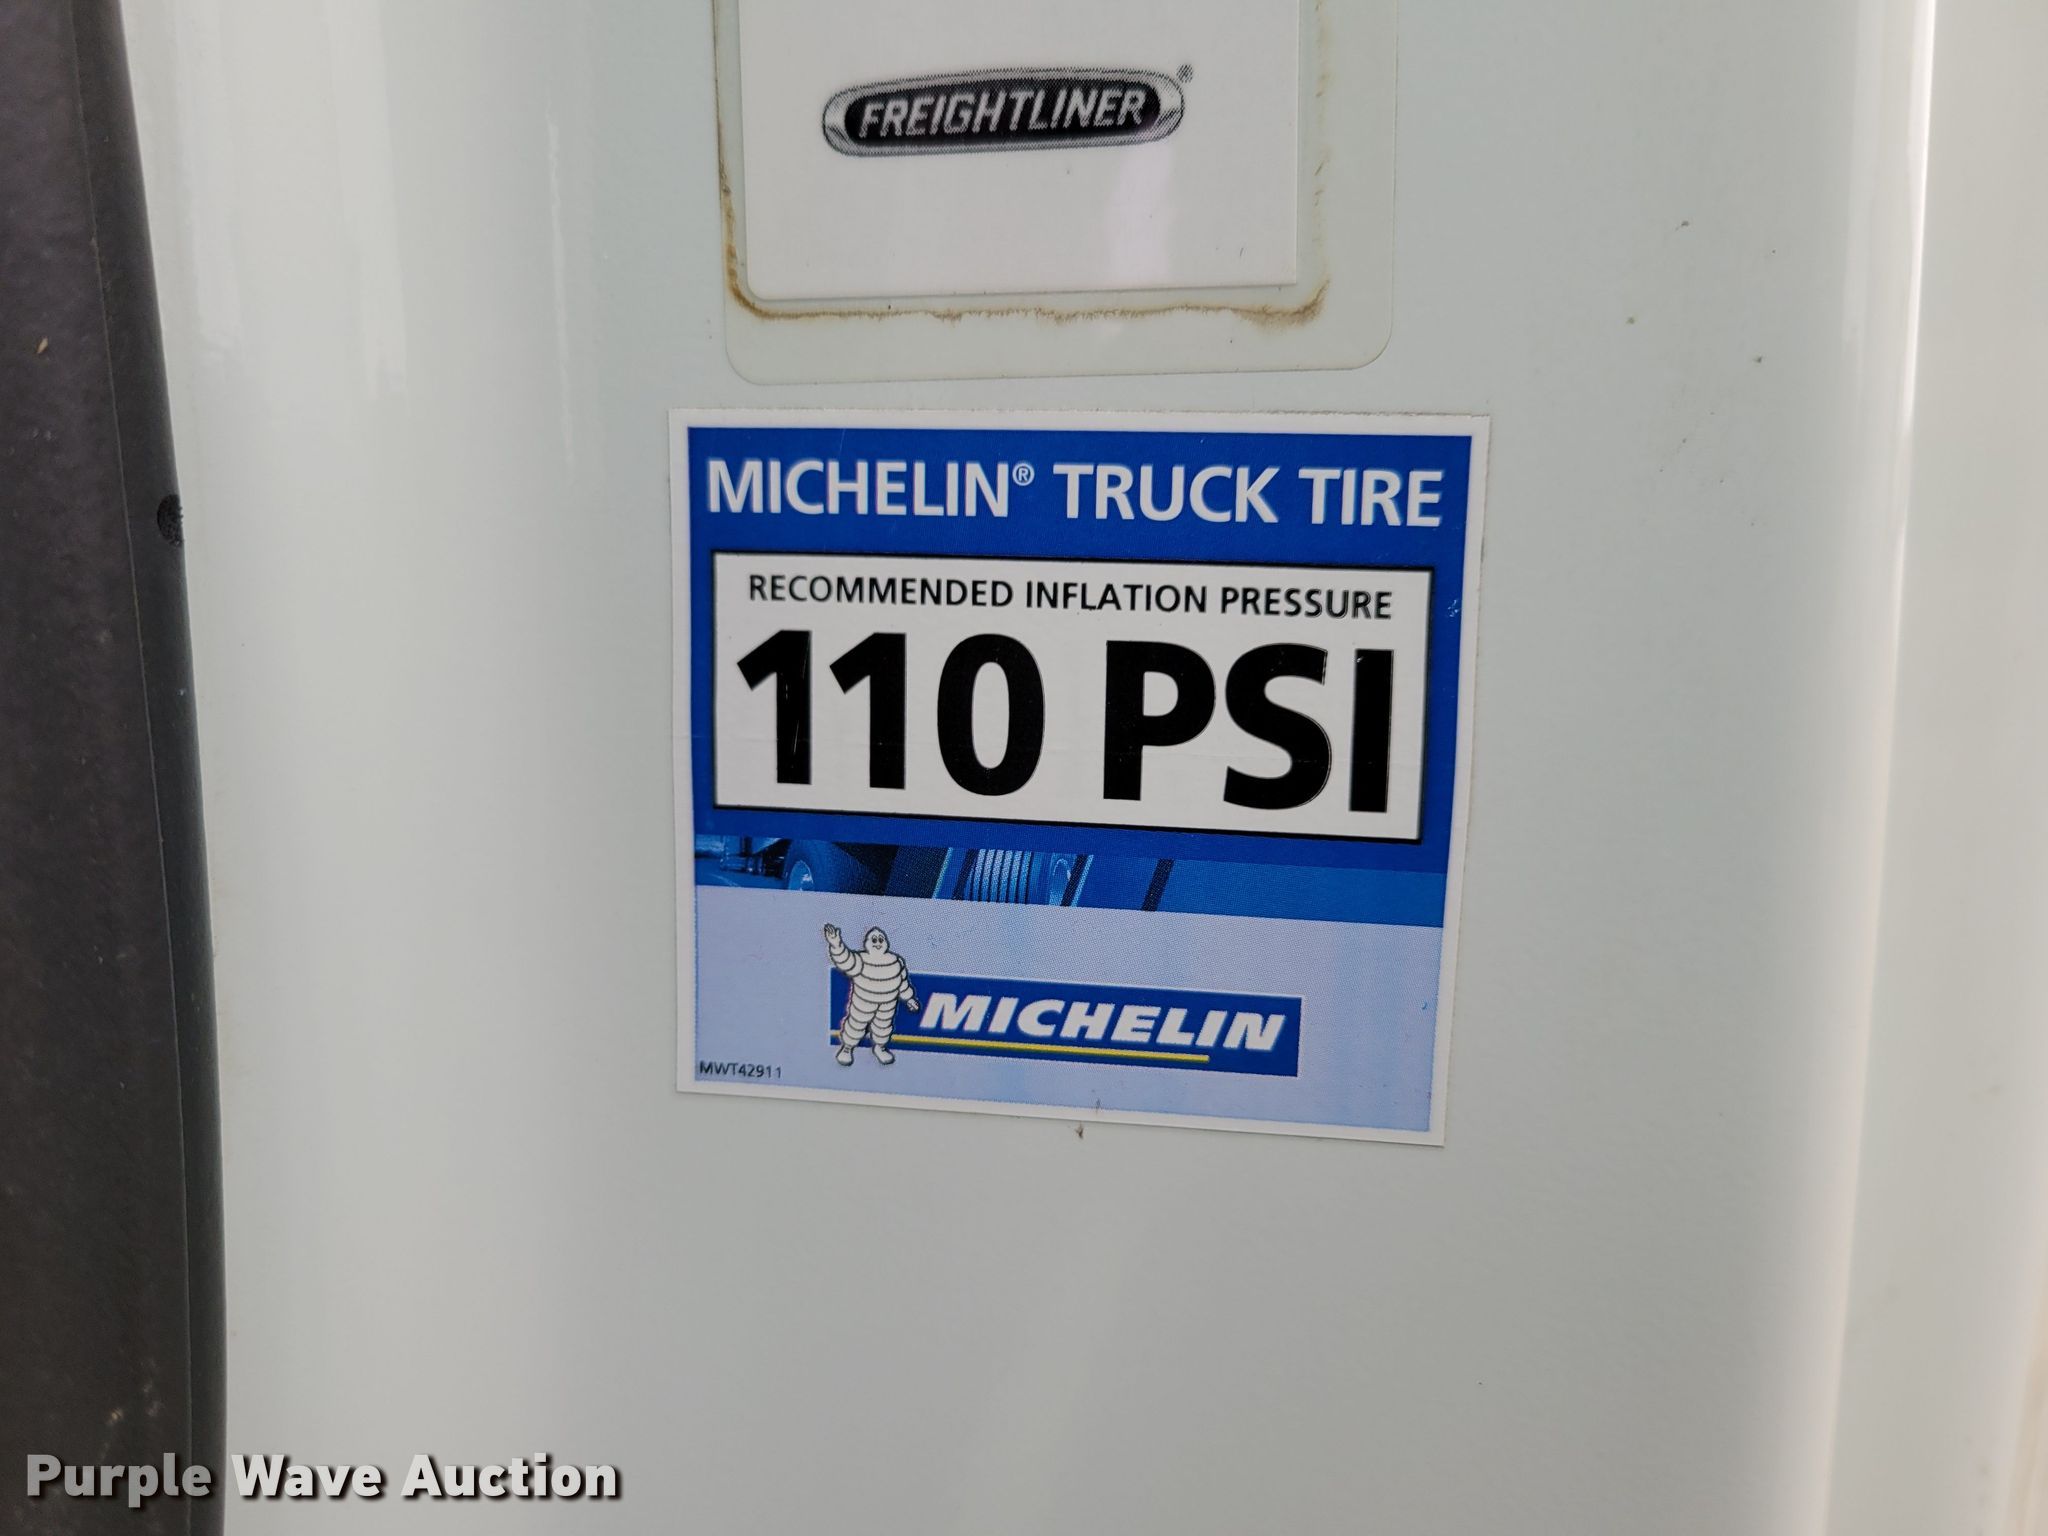 FREIGHTLINER®
MICHELIN® TRUCK TIRE
RECOMMENDED INFLATION PRESSURE
110 PSI
MICHELIN
MWT42911
Purple Wave Auction